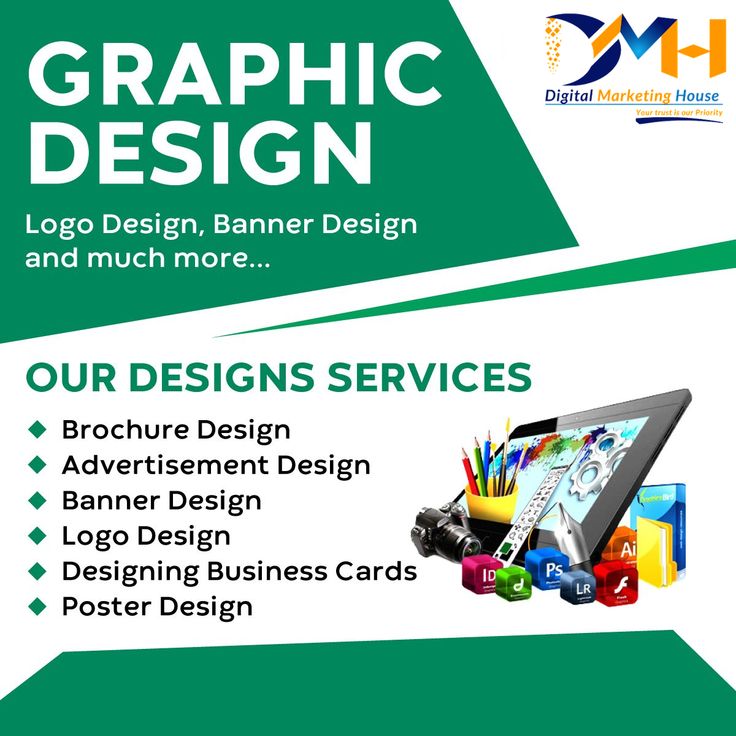 GRAPHIC
DESIGN
Logo Design, Banner Design
and much more...
DMH
Digital Marketing House
Your trust is our Priority
OUR DESIGNS SERVICES
Brochure Design
Advertisement Design
Banner Design
Logo Design
Designing Business Cards
Poster Design
ID
Ps
LR
Ai